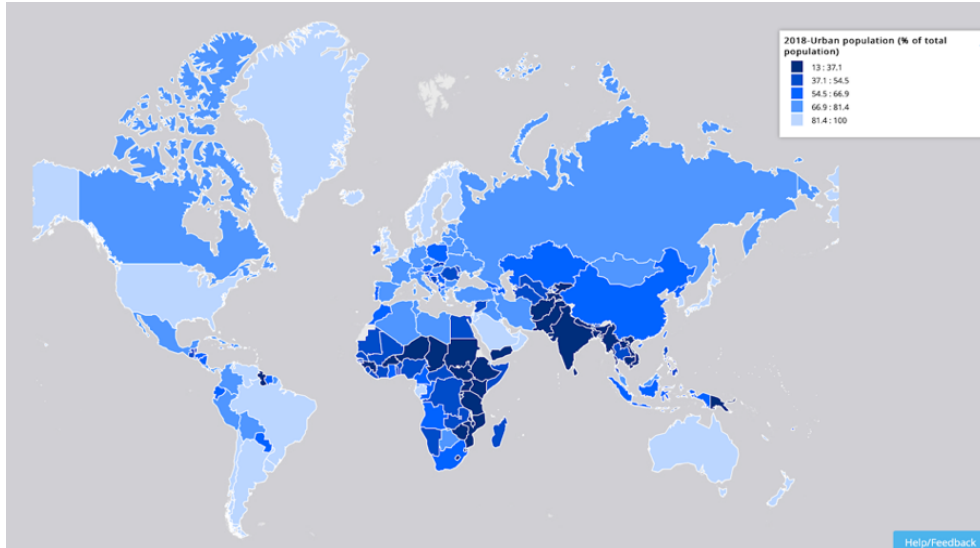 2018-Urban population (% of total
population)
13 : 37.1
37.1 : 54.5
54.5 : 66.9
66.9 : 81.4
81.4 : 100
Help/Feedback